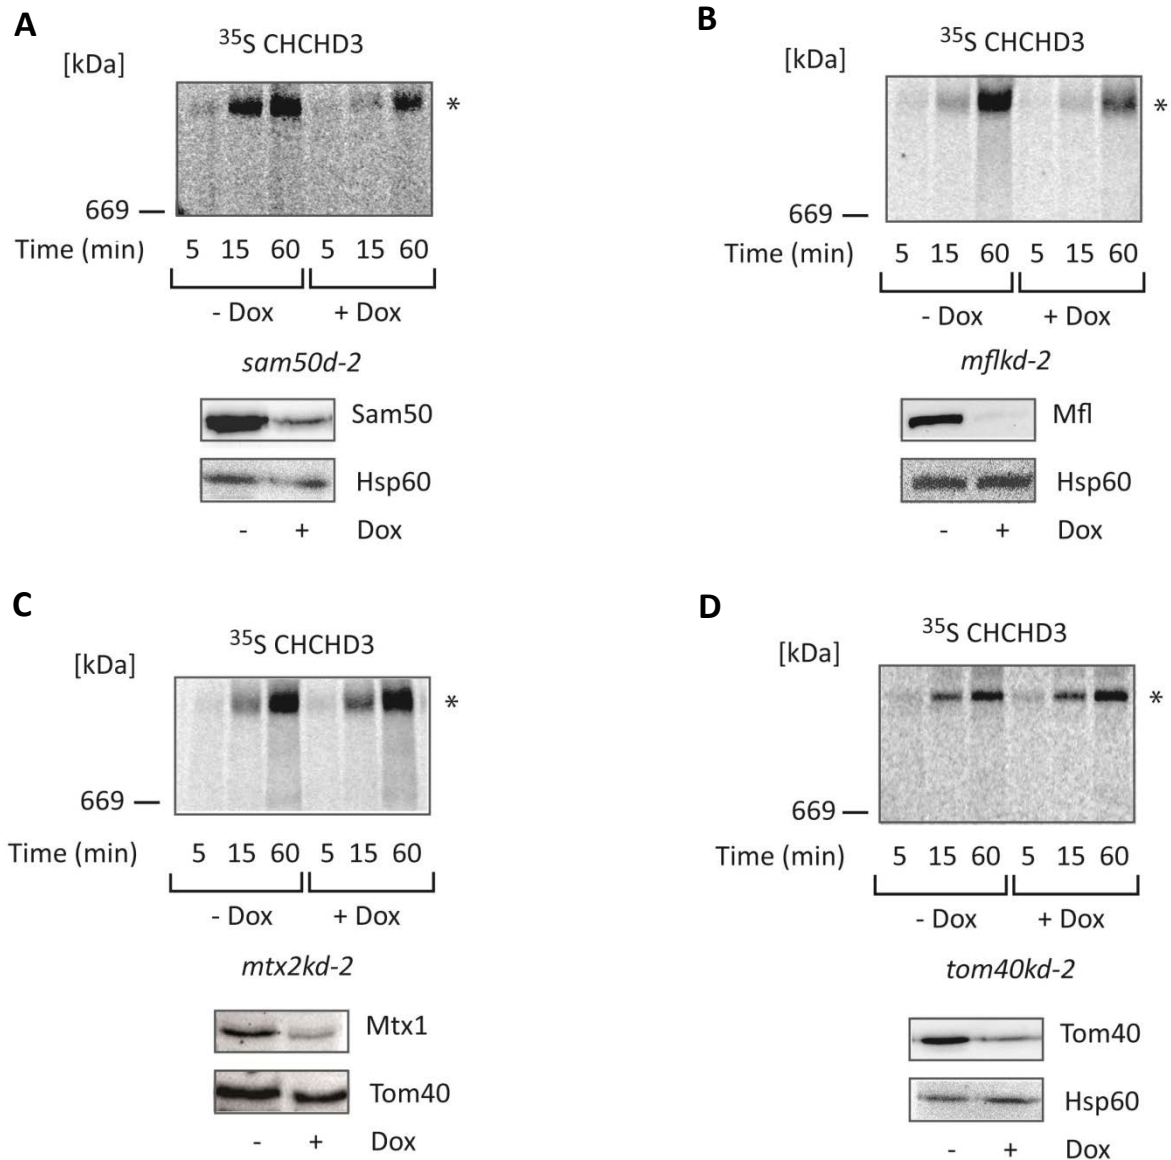 A
35S CHCHD3
[kDa]
*
669
Time (min) 5 15 60 5 15 60
- Dox + Dox
sam50d-2
Sam50
Hsp60
- + Dox
B
35S CHCHD3
[kDa]
*
669
Time (min) 5 15 60 5 15 60
- Dox + Dox
mflkd-2
Mfl
Hsp60
- + Dox
C
35S CHCHD3
[kDa]
*
669
Time (min) 5 15 60 5 15 60
- Dox + Dox
mtx2kd-2
Mtx1
Tom40
- + Dox
D
35S CHCHD3
[kDa]
*
669
Time (min) 5 15 60 5 15 60
- Dox + Dox
tom40kd-2
Tom40
Hsp60
- + Dox